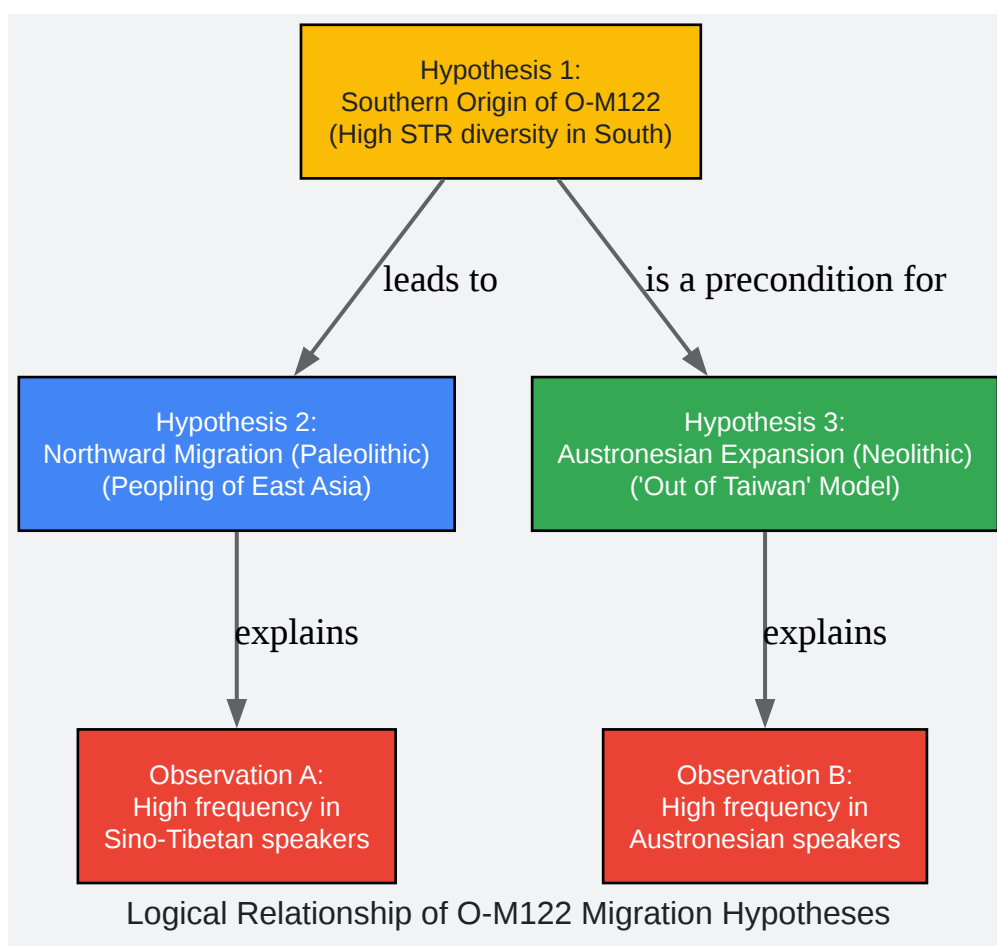 Hypothesis 1:
Southern Origin of O-M122
(High STR diversity in South)
leads to
is a precondition for
Hypothesis 2:
Northward Migration (Paleolithic)
(Peopling of East Asia)
Hypothesis 3:
Austronesian Expansion (Neolithic)
('Out of Taiwan' Model)
explains
explains
Observation A:
High frequency in
Sino-Tibetan speakers
Observation B:
High frequency in
Austronesian speakers
Logical Relationship of O-M122 Migration Hypotheses